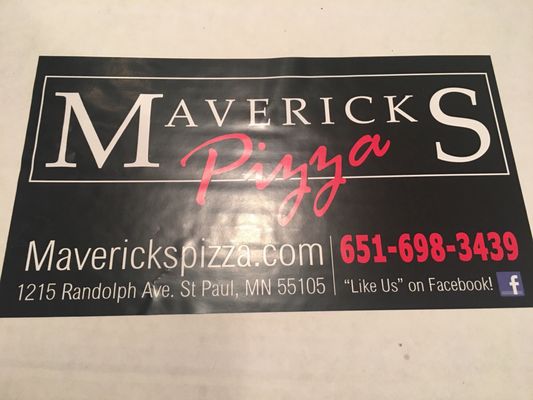 MAVERICKS
Pizza
Maverickspizza.com
651-698-3439
1215 Randolph Ave. St Paul, MN 55105
"Like Us" on Facebook! f